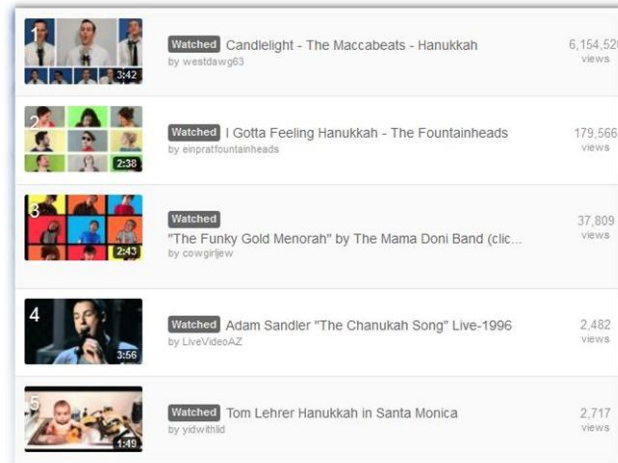 1
3:42
Watched Candlelight - The Maccabeats - Hanukkah
by westdawg63
views
2
2:38
Watched I Gotta Feeling Hanukkah - The Fountainheads
by einpratfountainheads
179,566
views
3
2:43
Watched
"The Funky Gold Menorah" by The Mama Doni Band (clic...
by cowgirljew
37,809
views
4
3:56
Watched Adam Sandler "The Chanukah Song" Live-1996
by LiveVideoAZ
2,482
views
5
1:49
Watched Tom Lehrer Hanukkah in Santa Monica
by yidwithlid
2,717
views